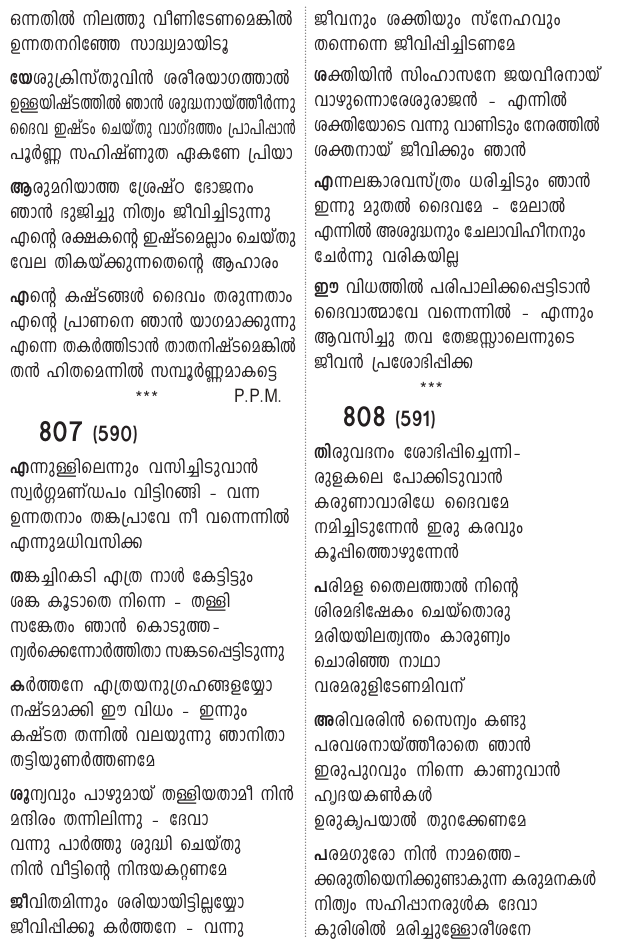 ഒന്നതിൽ നിലത്തു വീണിടേണമെങ്കിൽ
ഉന്നതനറിഞ്ഞേ സാദ്ധ്യമായിടൂ
യേശുക്രിസ്തുവിൻ ശരീരയാഗത്താൽ
ഉള്ളയിഷ്ടത്തിൽ ഞാൻ ശുദ്ധനായ്ത്തീർന്നു
ദൈവ ഇഷ്ടം ചെയ്തു വാഗ്ദത്തം പ്രാപിപ്പാൻ
പൂർണ്ണ സഹിഷ്ണുത ഏകണേ പ്രിയാ
ആരുമറിയാത്ത ശ്രേഷ്ഠ ഭോജനം
ഞാൻ ഭുജിച്ചു നിത്യം ജീവിച്ചിടുന്നു
എന്റെ രക്ഷകന്റെ ഇഷ്ടമെല്ലാം ചെയ്തു
വേല തികയ്ക്കുന്നതെന്റെ ആഹാരം
എന്റെ കഷ്ടങ്ങൾ ദൈവം തരുന്നതാം
എന്റെ പ്രാണനെ ഞാൻ യാഗമാക്കുന്നു
എന്നെ തകർത്തിടാൻ താതനിഷ്ടമെങ്കിൽ
തൻ ഹിതമെന്നിൽ സമ്പൂർണ്ണമാകട്ടെ
*** P.P.M.
807 (590)
എന്നുള്ളിലെന്നും വസിച്ചിടുവാൻ
സ്വർഗ്ഗമണ്ഡപം വിട്ടിറങ്ങി - വന്ന
ഉന്നതനാം തങ്കപ്രാവേ നീ വന്നെന്നിൽ
എന്നുമധിവസിക്ക
തങ്കച്ചിറകടി എത്ര നാൾ കേട്ടിട്ടും
ശങ്ക കൂടാതെ നിന്നെ - തള്ളി
സങ്കേതം ഞാൻ കൊടുത്ത-
ന്യർക്കെന്നോർത്തിതാ സങ്കടപ്പെട്ടിടുന്നു
കർത്തനേ എത്രയനുഗ്രഹങ്ങളയ്യോ
നഷ്ടമാക്കി ഈ വിധം - ഇന്നും
കഷ്ടത തന്നിൽ വലയുന്നു ഞാനിതാ
തട്ടിയുണർത്തണമേ
ശൂന്യവും പാഴുമായ് തള്ളിയതാമീ നിൻ
മന്ദിരം തന്നിലിന്നു - ദേവാ
വന്നു പാർത്തു ശുദ്ധി ചെയ്തു
നിൻ വീട്ടിന്റെ നിന്ദയകറ്റണമേ
ജീവിതമിന്നും ശരിയായിട്ടില്ലയ്യോ
ജീവിപ്പിക്കൂ കർത്തനേ - വന്നു
ജീവനും ശക്തിയും സ്നേഹവും
തന്നെന്നെ ജീവിപ്പിച്ചിടണമേ
ശക്തിയിൻ സിംഹാസനേ ജയവീരനായ്
വാഴുന്നൊരേശുരാജൻ - എന്നിൽ
ശക്തിയോടെ വന്നു വാണിടും നേരത്തിൽ
ശക്തനായ് ജീവിക്കും ഞാൻ
എന്നലങ്കാരവസ്ത്രം ധരിച്ചിടും ഞാൻ
ഇന്നു മുതൽ ദൈവമേ - മേലാൽ
എന്നിൽ അശുദ്ധനും ചേലാവിഹീനനും
ചേർന്നു വരികയില്ല
ഈ വിധത്തിൽ പരിപാലിക്കപ്പെട്ടിടാൻ
ദൈവാത്മാവേ വന്നെന്നിൽ - എന്നും
ആവസിച്ചു തവ തേജസ്സാലെന്നുടെ
ജീവൻ പ്രശോഭിപ്പിക്ക
***
808 (591)
തിരുവദനം ശോഭിപ്പിച്ചെന്നി-
രുളകലെ പോക്കിടുവാൻ
കരുണാവാരിധേ ദൈവമേ
നമിച്ചിടുന്നേൻ ഇരു കരവും
കൂപ്പിത്തൊഴുന്നേൻ
പരിമള തൈലത്താൽ നിന്റെ
ശിരമഭിഷേകം ചെയ്തൊരു
മരിയയിലത്യന്തം കാരുണ്യം
ചൊരിഞ്ഞ നാഥാ
വരമരുളിടേണമിവന്
അരിവരരിൻ സൈന്യം കണ്ടു
പരവശനായ്ത്തീരാതെ ഞാൻ
ഇരുപുറവും നിന്നെ കാണുവാൻ
ഹൃദയകൺകൾ
ഉരുകൃപയാൽ തുറക്കേണമേ
പരമഗുരോ നിൻ നാമത്തെ-
ക്കരുതിയെനിക്കുണ്ടാകുന്ന കരുമനകൾ
നിത്യം സഹിപ്പാനരുൾക ദേവാ
കുരിശിൽ മരിച്ചുള്ളോരീശനേ